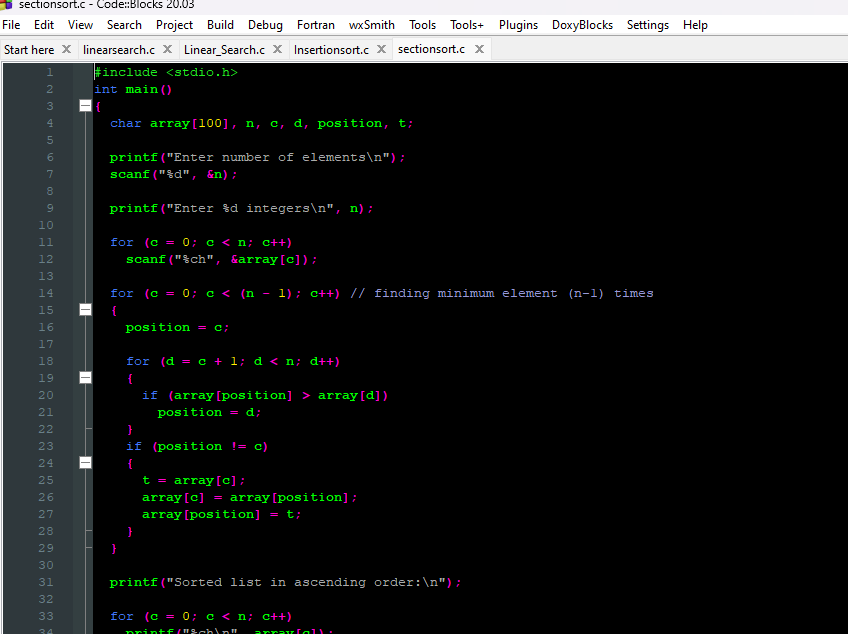 sectionsort.c - Code::Blocks 20.03
File Edit View Search Project Build Debug Fortran wxSmith Tools Tools+ Plugins DoxyBlocks Settings Help
Start here linearsearch.c Linear_Search.c Insertionsort.c sectionsort.c
1 #include <stdio.h>
2 int main()
3 {
4 char array[100], n, c, d, position, t;
5
6 printf("Enter number of elements\n");
7 scanf("%d", &n);
8
9 printf("Enter %d integers\n", n);
10
11 for (c = 0; c < n; c++)
12 scanf("%ch", &array[c]);
13
14 for (c = 0; c < (n - 1); c++) // finding minimum element (n-1) times
15 {
16 position = c;
17
18 for (d = c + 1; d < n; d++)
19 {
20 if (array[position] > array[d])
21 position = d;
22 }
23 if (position != c)
24 {
25 t = array[c];
26 array[c] = array[position];
27 array[position] = t;
28 }
29 }
30
31 printf("Sorted list in ascending order:\n");
32
33 for (c = 0; c < n; c++)
34 printf("%ch\n", array[c]);